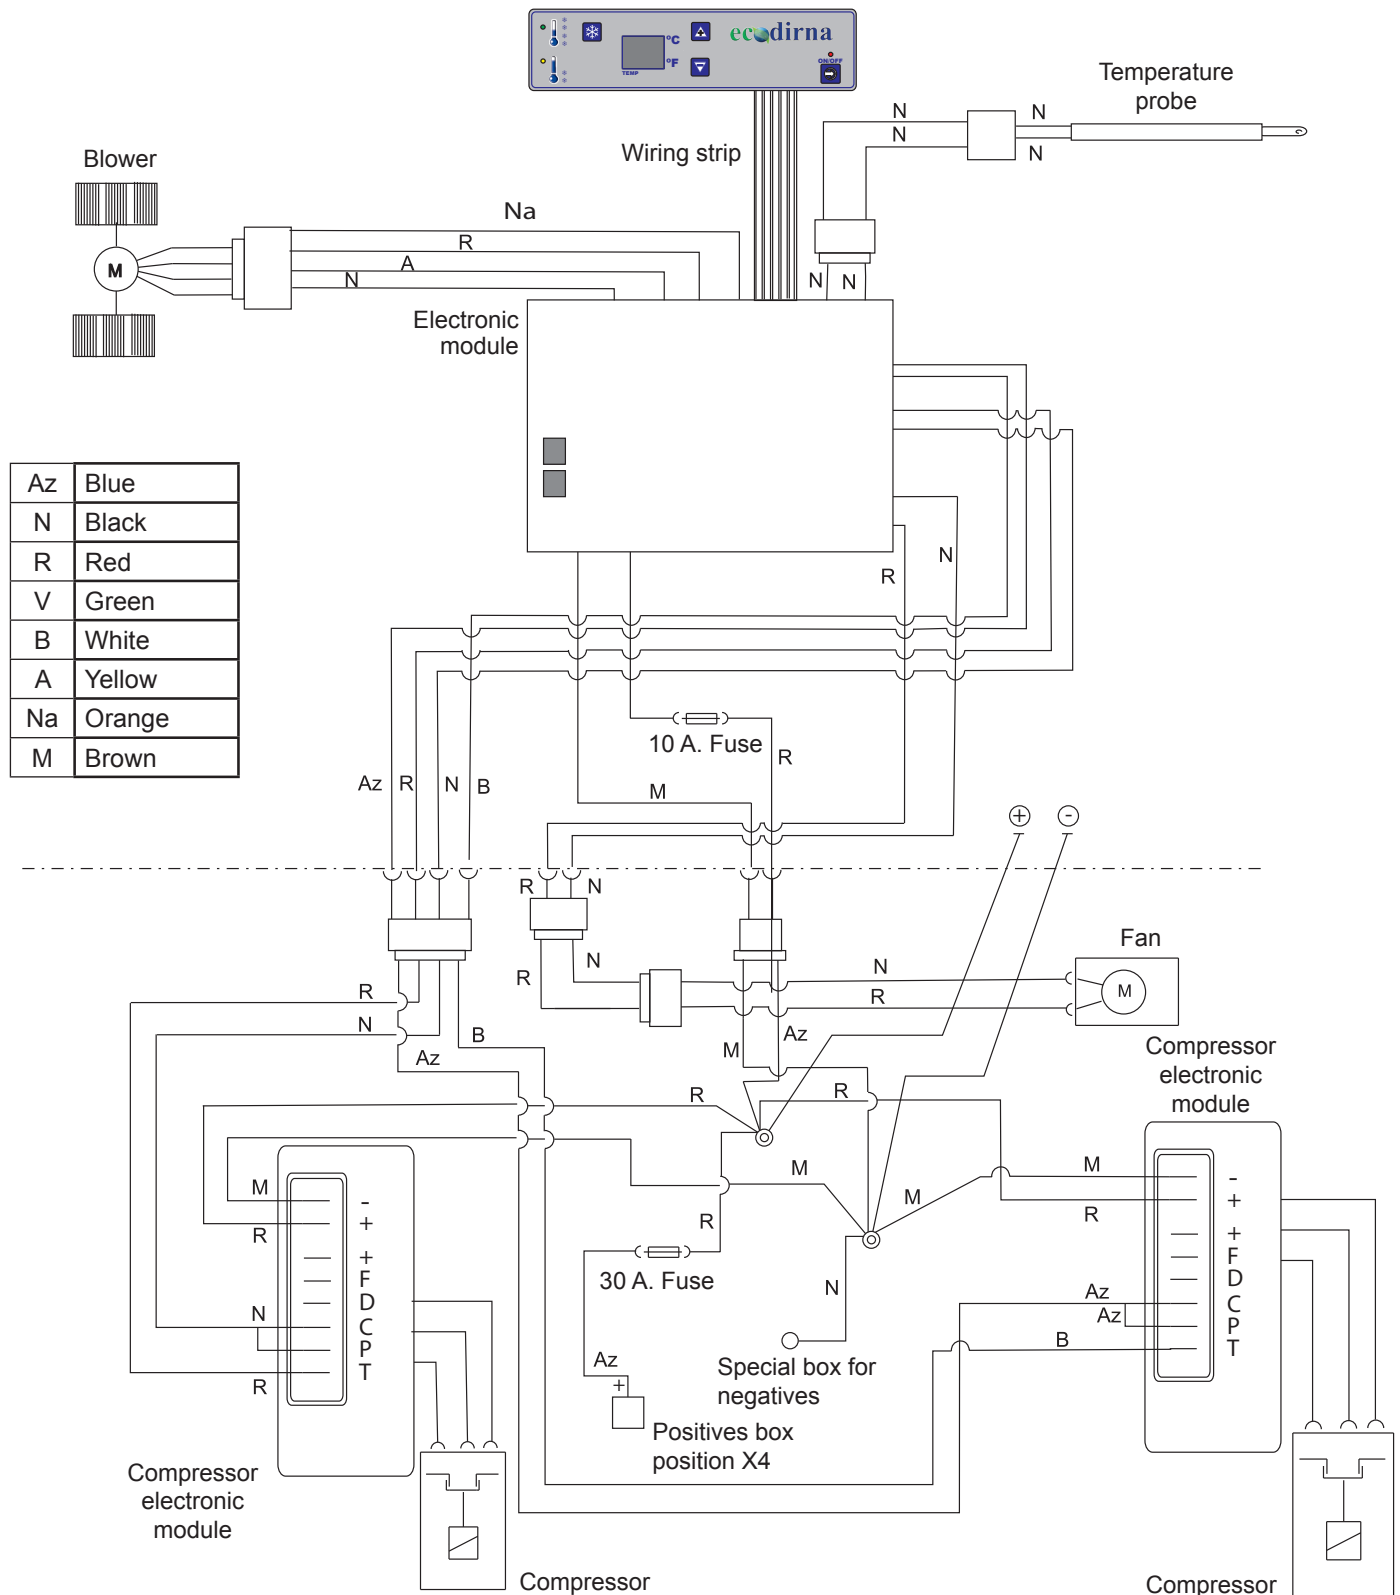 °C
°F
TEMP
ecodirna
ON/OFF
Temperature
probe
N
N
N
N
Wiring strip
Blower
M
Na
R
A
N
N
N
Electronic
module
Az Blue
N Black
R Red
V Green
B White
A Yellow
Na Orange
M Brown
R
N
10 A. Fuse
R
M
Az
R
N
B
+
-
R
N
R
N
N
R
Fan
M
R
N
Az
B
M
Az
R
R
Compressor
electronic
module
M
R
-
+
+
F
D
C
P
T
N
R
M
M
R
30 A. Fuse
N
Az
+
Positives box
position X4
Special box for
negatives
M
R
-
+
+
F
D
C
P
T
Az
Az
B
Compressor
electronic
module
Compressor
Compressor